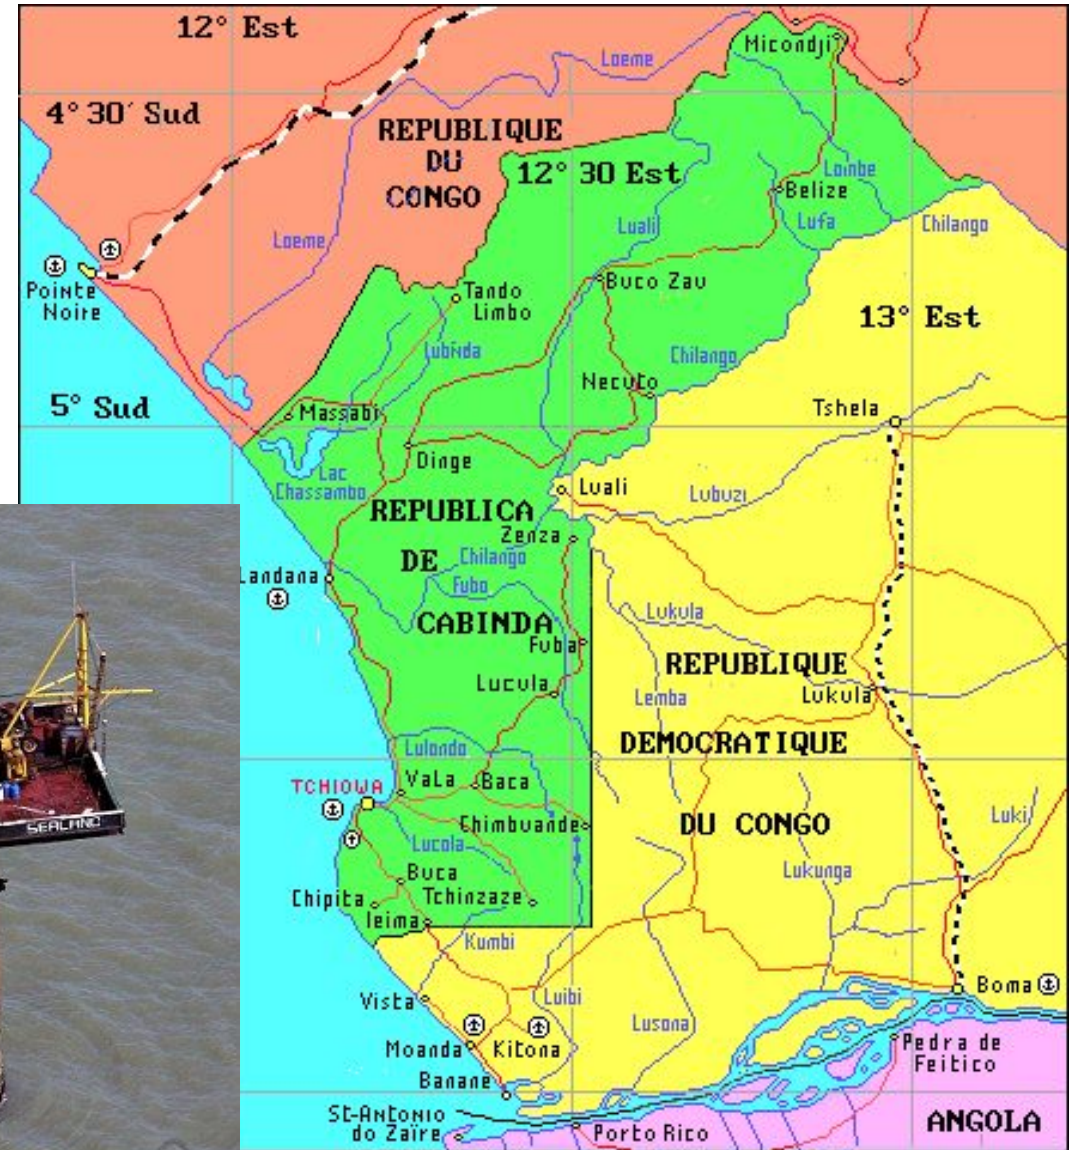 12° Est
Micondji
Loeme
4° 30' Sud
REPUBLIQUE
DU
CONGO
12° 30 Est
Loinbe
Belize
Luali
Lufa
Chilango
Loeme
Pointe
Noire
Buco Zau
Tando
Limbo
13° Est
Lubinda
Chilango
Necuto
5° Sud
Massabi
Tshela
Dinge
Lac
Chassambo
Luali
Lubuzi
REPUBLICA
DE
CABINDA
Zenza
Chilango
Landana
Fubo
Lukula
Fuba
REPUBLIQUE
DEMOCRATIQUE
DU CONGO
Lucula
Lemba
Lukula
Lulondo
TCHIOWA
VaLa
Baca
SEALAND
Chimbuande
Lucola
Luki
Lukunga
Buca
Chipita
Tchinzaze
Ieima
Kumbi
Vista
Luibi
Boma
Lusona
Moanda
Kitona
Pedra de
Feitico
Banane
St-Antonio
do Zaïre
Porto Rico
ANGOLA